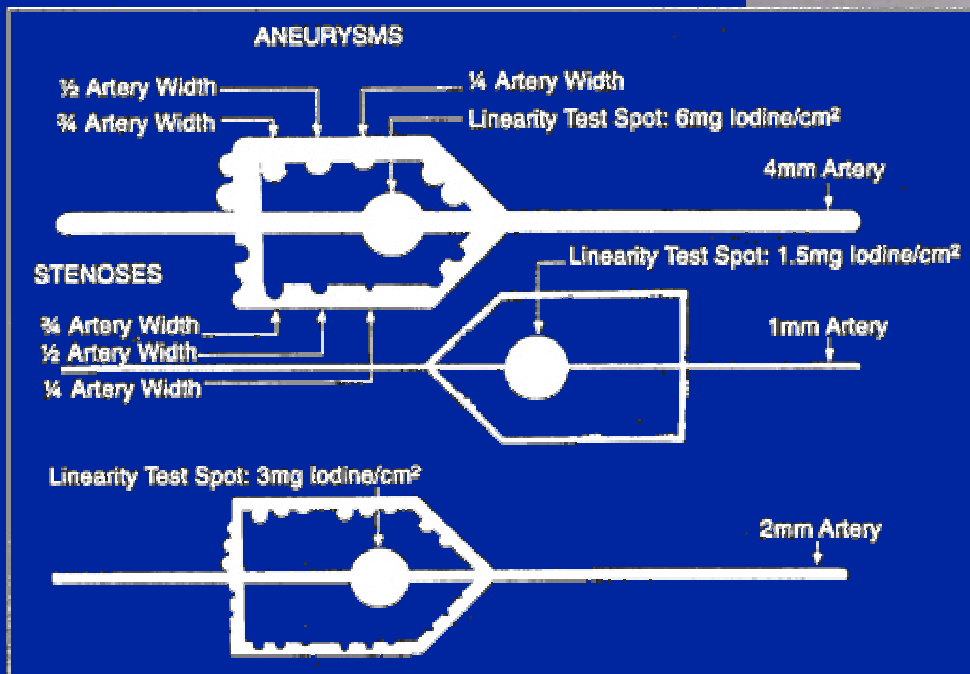 ANEURYSMS
½ Artery Width
¼ Artery Width
¾ Artery Width
Linearity Test Spot: 6mg Iodine/cm²
4mm Artery
STENOSES
Linearity Test Spot: 1.5mg Iodine/cm²
¾ Artery Width
1mm Artery
½ Artery Width
¼ Artery Width
Linearity Test Spot: 3mg Iodine/cm²
2mm Artery